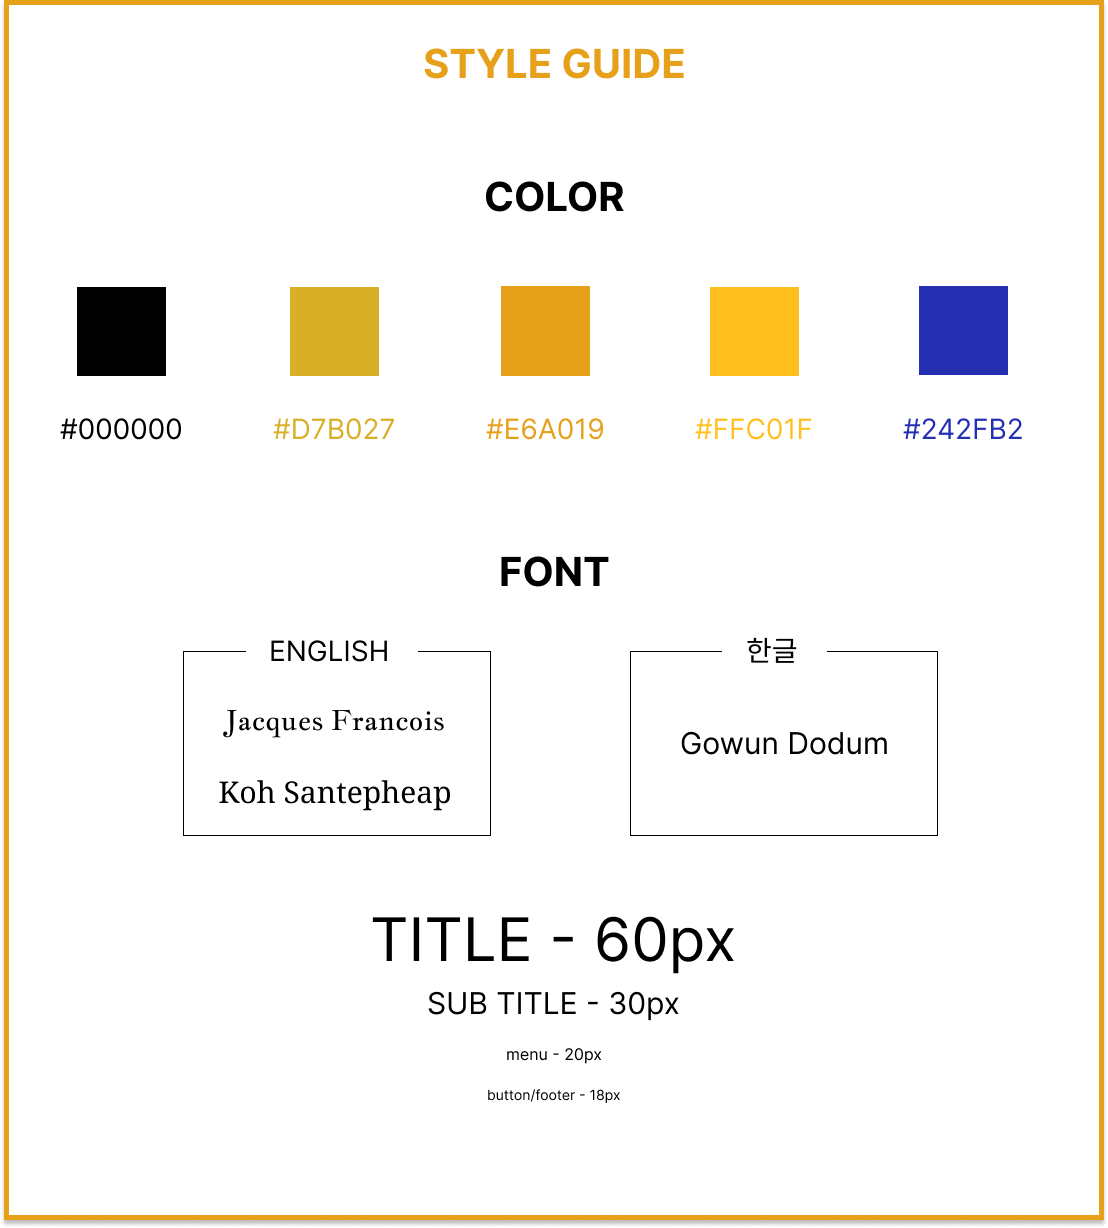 STYLE GUIDE
COLOR
#000000 #D7B027 #E6A019 #FFC01F #242FB2
FONT
ENGLISH
Jacques Francois
Koh Santepheap
한글
Gowun Dodum
TITLE - 60px
SUB TITLE - 30px
menu - 20px
button/footer - 18px